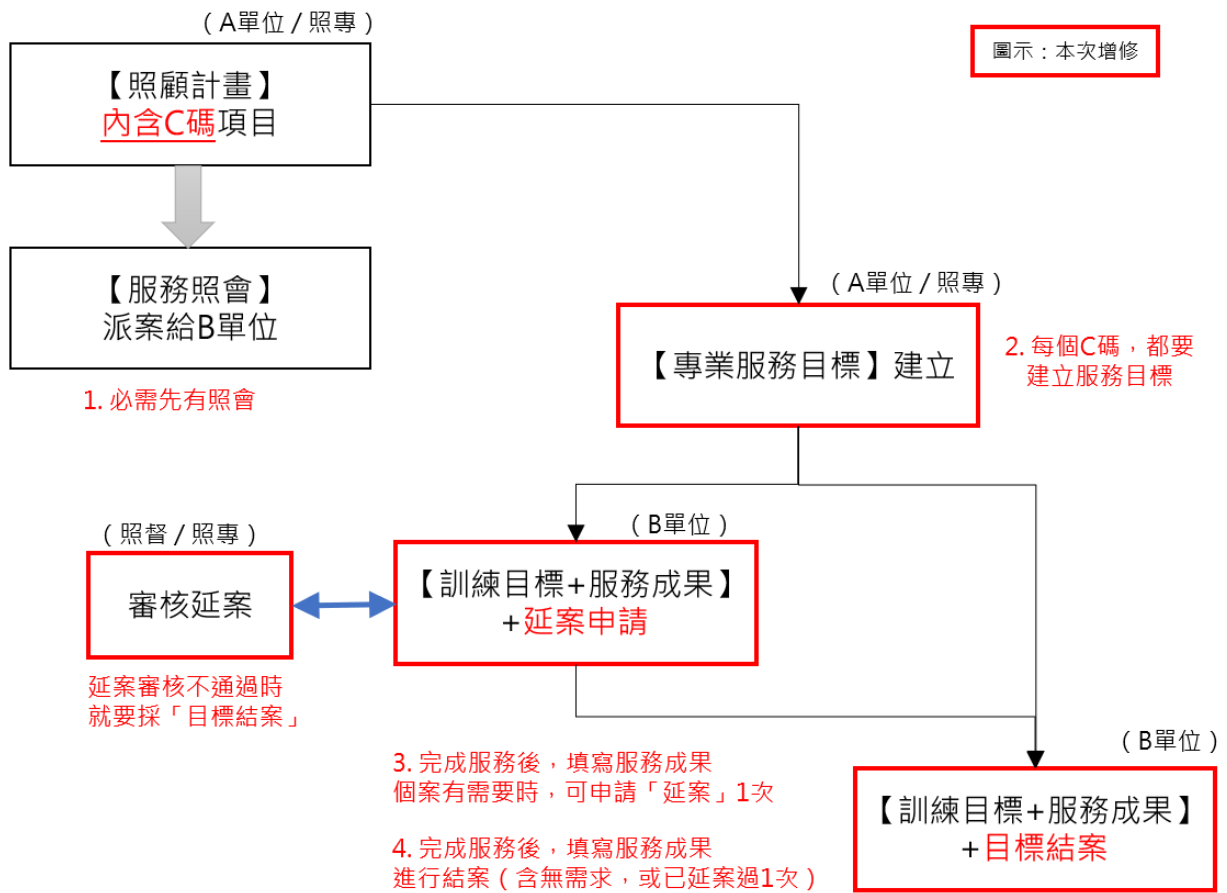 （A單位 / 照專）
圖示：本次增修
【照顧計畫】
內含C碼項目
【服務照會】
派案給B單位
1. 必需先有照會
（A單位 / 照專）
【專業服務目標】建立
2. 每個C碼，都要
建立服務目標
（照督 / 照專）
審核延案
延案審核不通過時
就要採「目標結案」
（B單位）
【訓練目標+服務成果】
+延案申請
3. 完成服務後，填寫服務成果
個案有需要時，可申請「延案」1次
4. 完成服務後，填寫服務成果
進行結案（含無需求，或已延案過1次）
（B單位）
【訓練目標+服務成果】
+目標結案